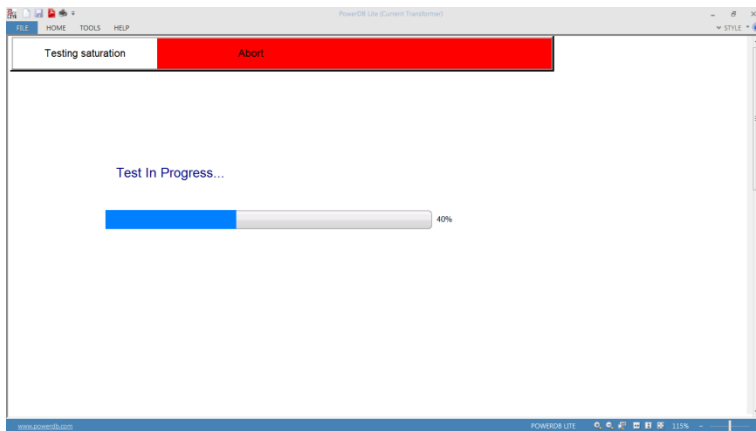 PowerDB Lite (Current Transformer)
FILE HOME TOOLS HELP
STYLE
Testing saturation Abort
Test In Progress...
40%
www.powerdb.com POWERDB LITE 115%